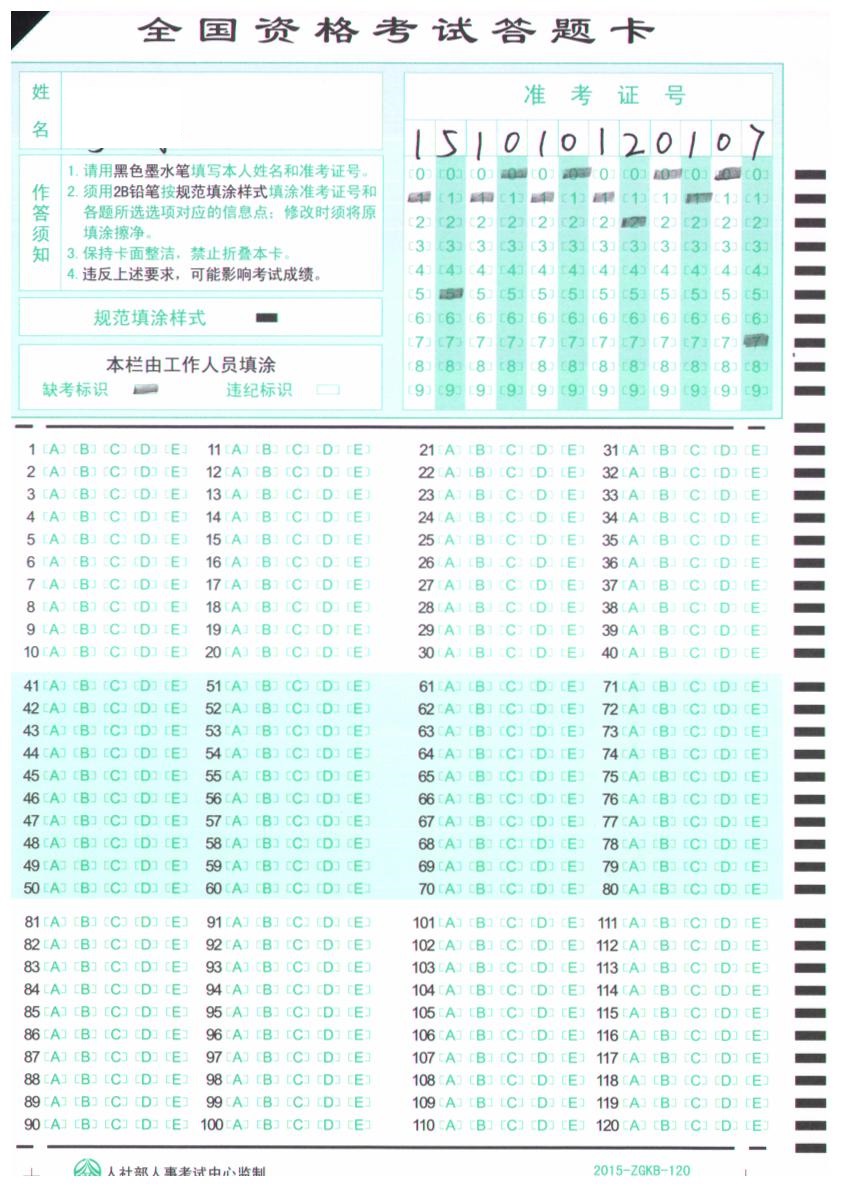 全国资格考试答题卡
姓名
准考证号
1 5 1 0 1 0 1 2 0 1 0 7
作答须知
1. 请用黑色墨水笔填写本人姓名和准考证号。
2. 须用2B铅笔按规范填涂样式填涂准考证号和
各题所选选项对应的信息点；修改时须将原
填涂擦净。
3. 保持卡面整洁，禁止折叠本卡。
4. 违反上述要求，可能影响考试成绩。
规范填涂样式
本栏由工作人员填涂
缺考标识 违纪标识
[0] [0] [0] [0] [0] [0] [0] [0] [0] [0] [0] [0]
[1] [1] [1] [1] [1] [1] [1] [1] [1] [1] [1] [1]
[2] [2] [2] [2] [2] [2] [2] [2] [2] [2] [2] [2]
[3] [3] [3] [3] [3] [3] [3] [3] [3] [3] [3] [3]
[4] [4] [4] [4] [4] [4] [4] [4] [4] [4] [4] [4]
[5] [5] [5] [5] [5] [5] [5] [5] [5] [5] [5] [5]
[6] [6] [6] [6] [6] [6] [6] [6] [6] [6] [6] [6]
[7] [7] [7] [7] [7] [7] [7] [7] [7] [7] [7] [7]
[8] [8] [8] [8] [8] [8] [8] [8] [8] [8] [8] [8]
[9] [9] [9] [9] [9] [9] [9] [9] [9] [9] [9] [9]
1 [A] [B] [C] [D] [E] 11 [A] [B] [C] [D] [E] 21 [A] [B] [C] [D] [E] 31 [A] [B] [C] [D] [E]
2 [A] [B] [C] [D] [E] 12 [A] [B] [C] [D] [E] 22 [A] [B] [C] [D] [E] 32 [A] [B] [C] [D] [E]
3 [A] [B] [C] [D] [E] 13 [A] [B] [C] [D] [E] 23 [A] [B] [C] [D] [E] 33 [A] [B] [C] [D] [E]
4 [A] [B] [C] [D] [E] 14 [A] [B] [C] [D] [E] 24 [A] [B] [C] [D] [E] 34 [A] [B] [C] [D] [E]
5 [A] [B] [C] [D] [E] 15 [A] [B] [C] [D] [E] 25 [A] [B] [C] [D] [E] 35 [A] [B] [C] [D] [E]
6 [A] [B] [C] [D] [E] 16 [A] [B] [C] [D] [E] 26 [A] [B] [C] [D] [E] 36 [A] [B] [C] [D] [E]
7 [A] [B] [C] [D] [E] 17 [A] [B] [C] [D] [E] 27 [A] [B] [C] [D] [E] 37 [A] [B] [C] [D] [E]
8 [A] [B] [C] [D] [E] 18 [A] [B] [C] [D] [E] 28 [A] [B] [C] [D] [E] 38 [A] [B] [C] [D] [E]
9 [A] [B] [C] [D] [E] 19 [A] [B] [C] [D] [E] 29 [A] [B] [C] [D] [E] 39 [A] [B] [C] [D] [E]
10 [A] [B] [C] [D] [E] 20 [A] [B] [C] [D] [E] 30 [A] [B] [C] [D] [E] 40 [A] [B] [C] [D] [E]
41 [A] [B] [C] [D] [E] 51 [A] [B] [C] [D] [E] 61 [A] [B] [C] [D] [E] 71 [A] [B] [C] [D] [E]
42 [A] [B] [C] [D] [E] 52 [A] [B] [C] [D] [E] 62 [A] [B] [C] [D] [E] 72 [A] [B] [C] [D] [E]
43 [A] [B] [C] [D] [E] 53 [A] [B] [C] [D] [E] 63 [A] [B] [C] [D] [E] 73 [A] [B] [C] [D] [E]
44 [A] [B] [C] [D] [E] 54 [A] [B] [C] [D] [E] 64 [A] [B] [C] [D] [E] 74 [A] [B] [C] [D] [E]
45 [A] [B] [C] [D] [E] 55 [A] [B] [C] [D] [E] 65 [A] [B] [C] [D] [E] 75 [A] [B] [C] [D] [E]
46 [A] [B] [C] [D] [E] 56 [A] [B] [C] [D] [E] 66 [A] [B] [C] [D] [E] 76 [A] [B] [C] [D] [E]
47 [A] [B] [C] [D] [E] 57 [A] [B] [C] [D] [E] 67 [A] [B] [C] [D] [E] 77 [A] [B] [C] [D] [E]
48 [A] [B] [C] [D] [E] 58 [A] [B] [C] [D] [E] 68 [A] [B] [C] [D] [E] 78 [A] [B] [C] [D] [E]
49 [A] [B] [C] [D] [E] 59 [A] [B] [C] [D] [E] 69 [A] [B] [C] [D] [E] 79 [A] [B] [C] [D] [E]
50 [A] [B] [C] [D] [E] 60 [A] [B] [C] [D] [E] 70 [A] [B] [C] [D] [E] 80 [A] [B] [C] [D] [E]
81 [A] [B] [C] [D] [E] 91 [A] [B] [C] [D] [E] 101 [A] [B] [C] [D] [E] 111 [A] [B] [C] [D] [E]
82 [A] [B] [C] [D] [E] 92 [A] [B] [C] [D] [E] 102 [A] [B] [C] [D] [E] 112 [A] [B] [C] [D] [E]
83 [A] [B] [C] [D] [E] 93 [A] [B] [C] [D] [E] 103 [A] [B] [C] [D] [E] 113 [A] [B] [C] [D] [E]
84 [A] [B] [C] [D] [E] 94 [A] [B] [C] [D] [E] 104 [A] [B] [C] [D] [E] 114 [A] [B] [C] [D] [E]
85 [A] [B] [C] [D] [E] 95 [A] [B] [C] [D] [E] 105 [A] [B] [C] [D] [E] 115 [A] [B] [C] [D] [E]
86 [A] [B] [C] [D] [E] 96 [A] [B] [C] [D] [E] 106 [A] [B] [C] [D] [E] 116 [A] [B] [C] [D] [E]
87 [A] [B] [C] [D] [E] 97 [A] [B] [C] [D] [E] 107 [A] [B] [C] [D] [E] 117 [A] [B] [C] [D] [E]
88 [A] [B] [C] [D] [E] 98 [A] [B] [C] [D] [E] 108 [A] [B] [C] [D] [E] 118 [A] [B] [C] [D] [E]
89 [A] [B] [C] [D] [E] 99 [A] [B] [C] [D] [E] 109 [A] [B] [C] [D] [E] 119 [A] [B] [C] [D] [E]
90 [A] [B] [C] [D] [E] 100 [A] [B] [C] [D] [E] 110 [A] [B] [C] [D] [E] 120 [A] [B] [C] [D] [E]
人社部人事考试中心监制 2015-ZGKB-120